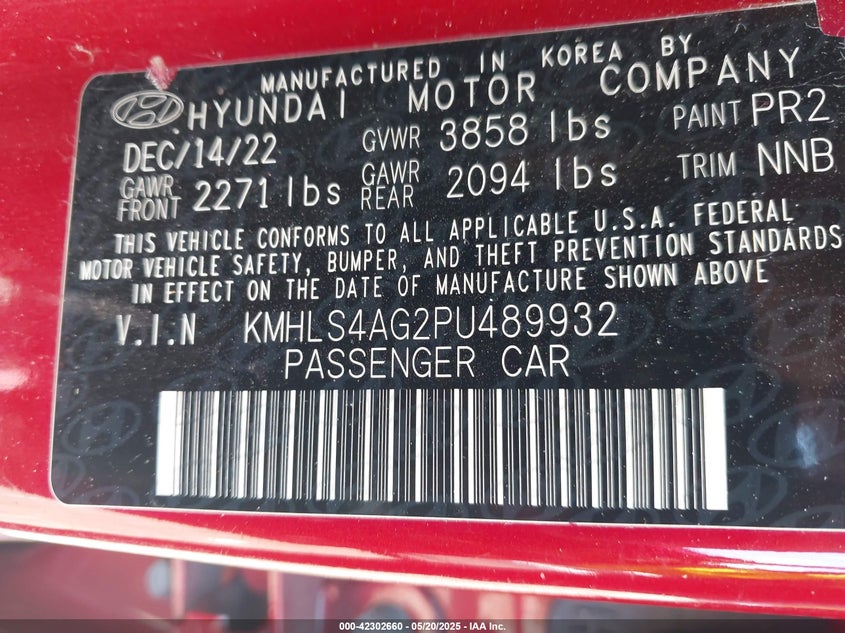 MANUFACTURED IN KOREA BY
HYUNDAI MOTOR COMPANY
DEC/14/22 GVWR 3858 lbs PAINT PR2
GAWR FRONT 2271 lbs GAWR REAR 2094 lbs TRIM NNB
THIS VEHICLE CONFORMS TO ALL APPLICABLE U.S.A. FEDERAL
MOTOR VEHICLE SAFETY, BUMPER, AND THEFT PREVENTION STANDARDS
IN EFFECT ON THE DATE OF MANUFACTURE SHOWN ABOVE
V.I.N KMHLS4AG2PU489932
PASSENGER CAR
000-42302660 - 05/20/2025 - IAA Inc.